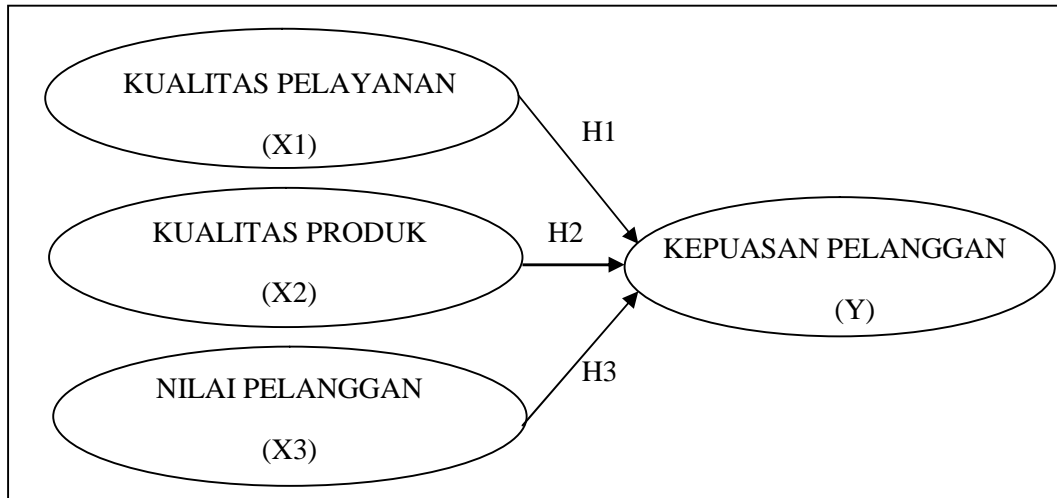 KUALITAS PELAYANAN
(X1)
H1
KUALITAS PRODUK
(X2)
H2
KEPUASAN PELANGGAN
(Y)
NILAI PELANGGAN
(X3)
H3